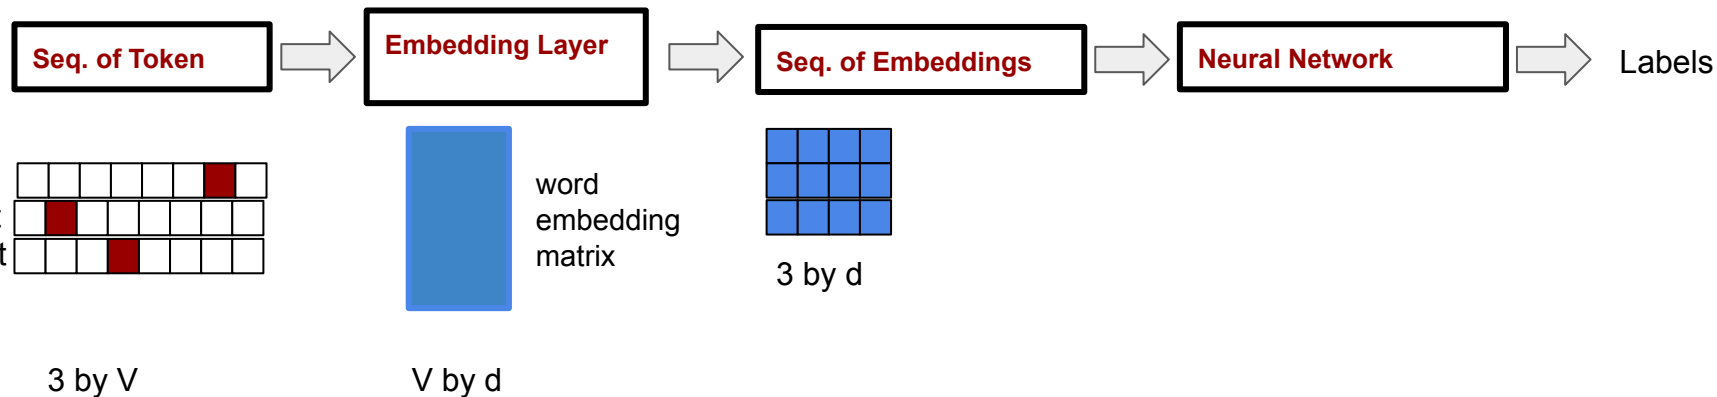 Seq. of Token
Embedding Layer
Seq. of Embeddings
Neural Network
Labels
word
embedding
matrix
3 by d
3 by V
V by d